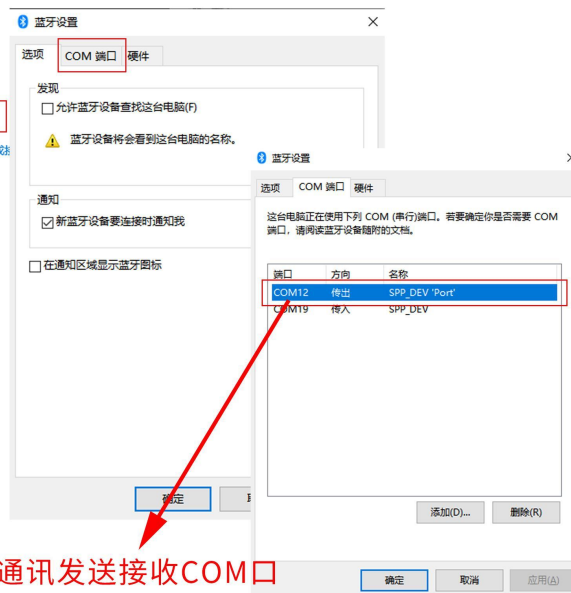 蓝牙设置
选项 COM 端口 硬件
发现
允许蓝牙设备查找这台电脑(F)
蓝牙设备将会看到这台电脑的名称。
通知
新蓝牙设备要连接时通知我
在通知区域显示蓝牙图标
确定
蓝牙设置
选项 COM 端口 硬件
这台电脑正在使用下列 COM (串行)端口。若要确定你是否需要 COM
端口，请阅读蓝牙设备随附的文档。
端口 方向 名称
COM12 传出 SPP_DEV 'Port'
COM19 传入 SPP_DEV
添加(D)... 删除(R)
确定 取消 应用(A)
通讯发送接收COM口